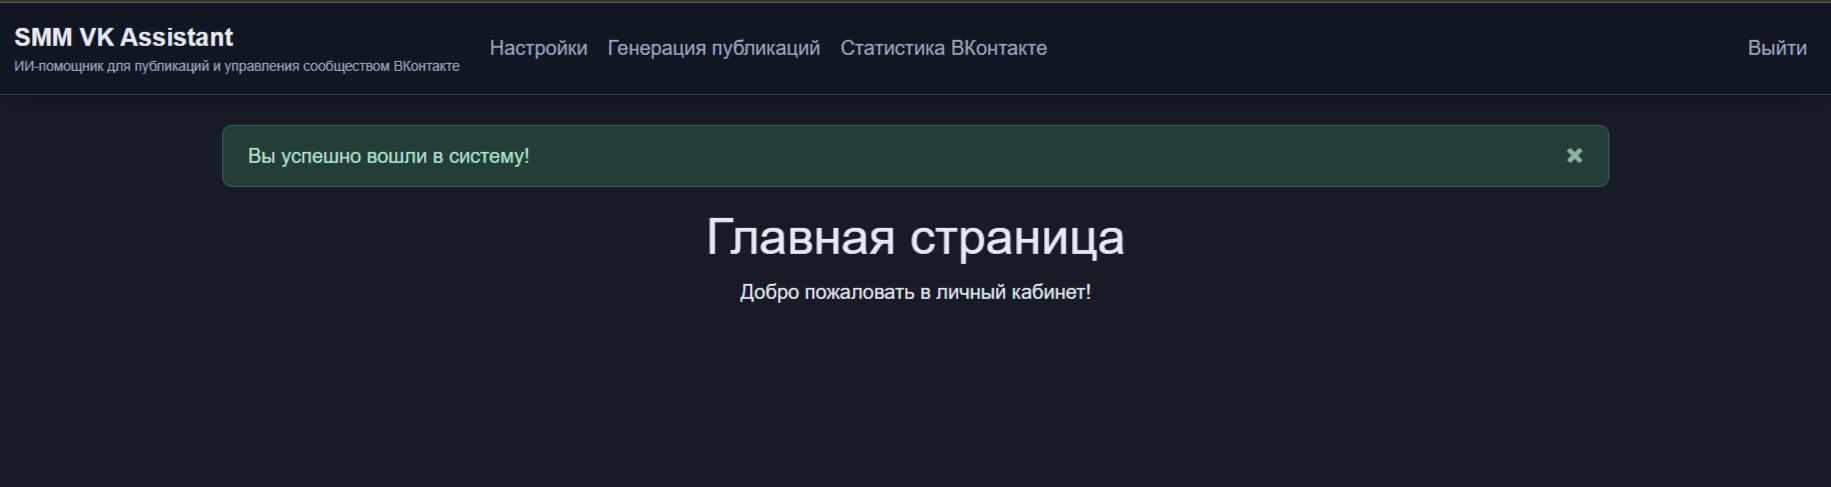 SMM VK Assistant
ИИ-помощник для публикаций и управления сообществом ВКонтакте
Настройки Генерация публикаций Статистика ВКонтакте Выйти
Вы успешно вошли в систему!
Главная страница
Добро пожаловать в личный кабинет!